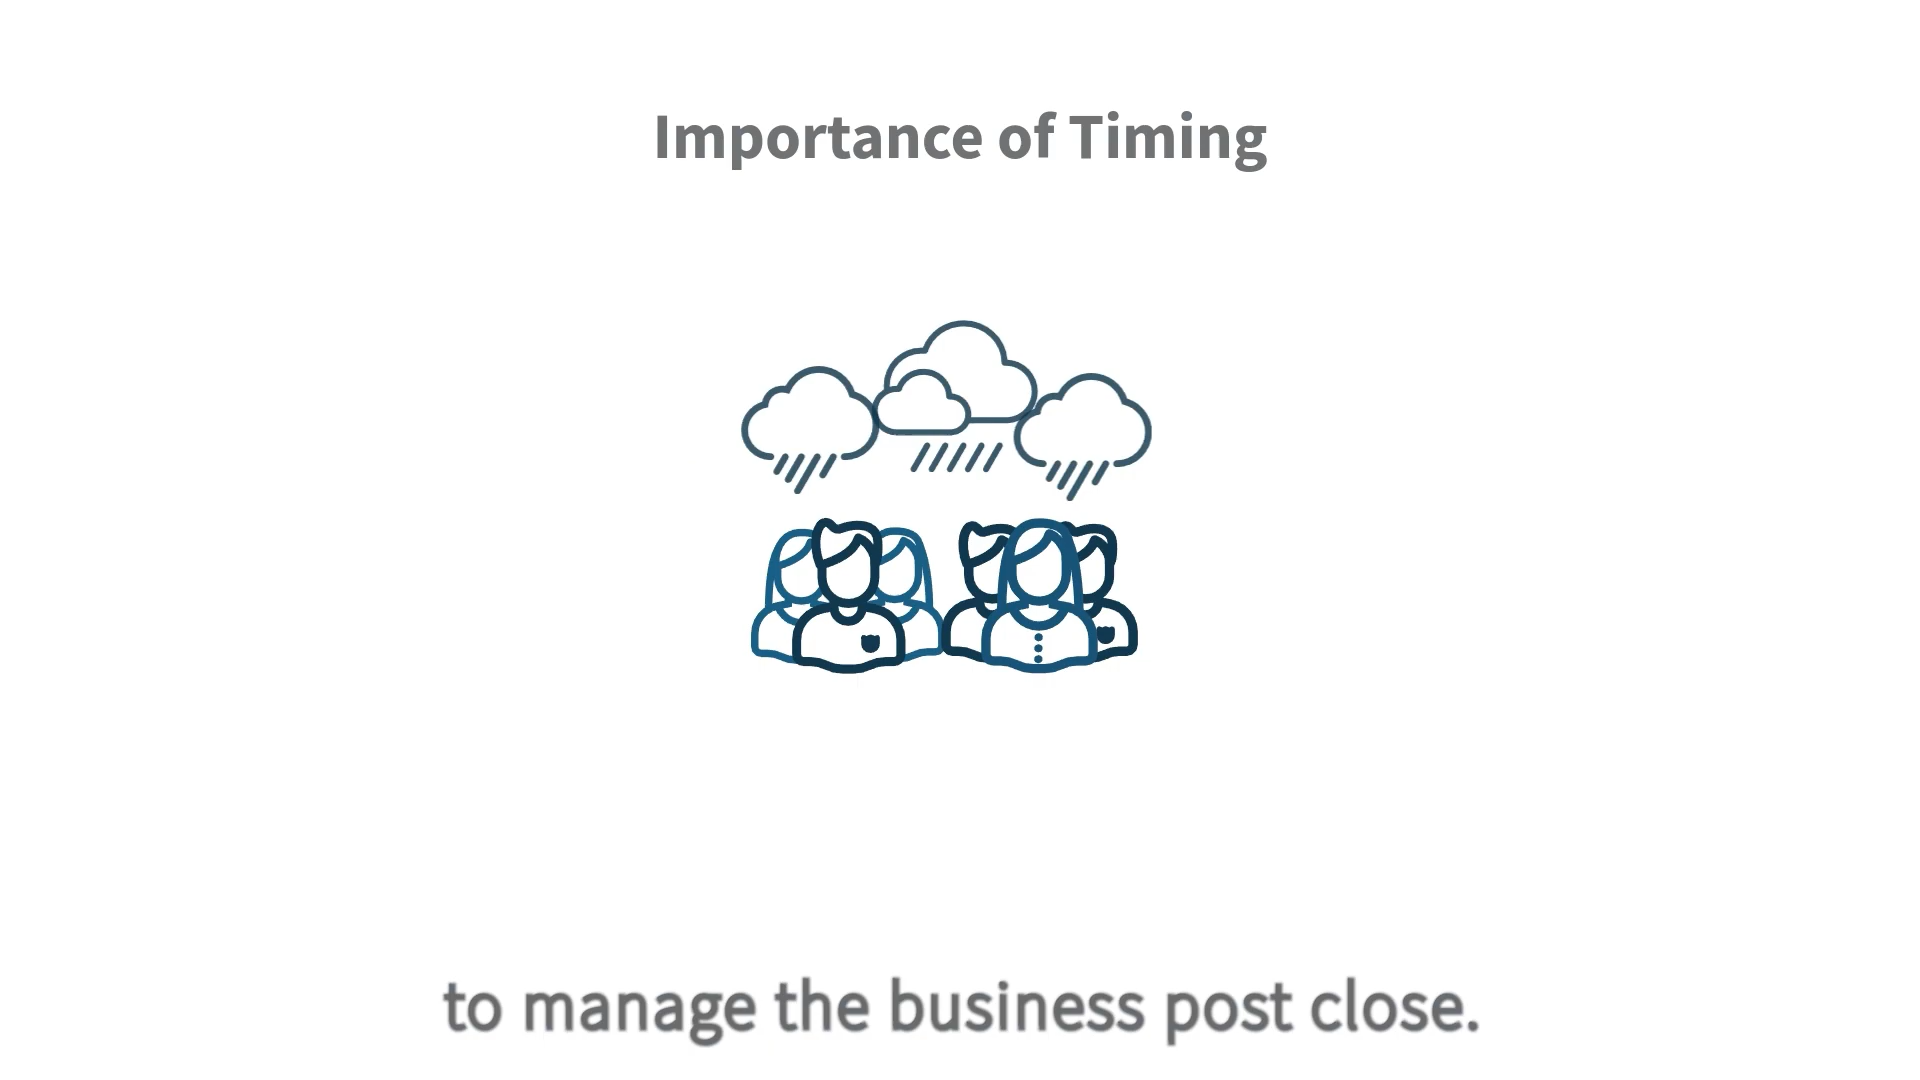 Importance of Timing
to manage the business post close.